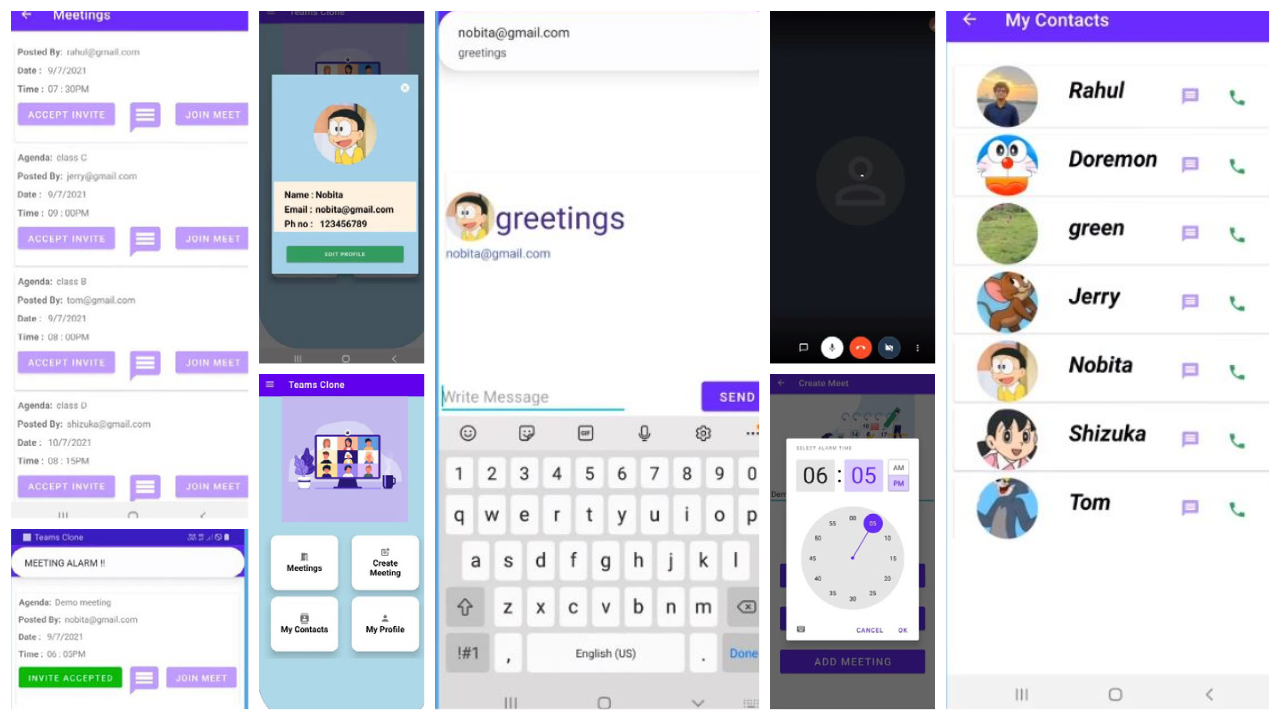 Meetings
Posted By: rahul@gmail.com
Date : 9/7/2021
Time : 07 : 30PM
ACCEPT INVITE
JOIN MEET
Agenda: class C
Posted By: jerry@gmail.com
Date : 9/7/2021
Time : 09 : 00PM
ACCEPT INVITE
JOIN MEET
Agenda: class B
Posted By: tom@gmail.com
Date : 9/7/2021
Time : 08 : 00PM
ACCEPT INVITE
JOIN MEET
Agenda: class D
Posted By: shizuka@gmail.com
Date : 10/7/2021
Time : 08 : 15PM
ACCEPT INVITE
JOIN MEET
Teams Clone
MEETING ALARM !!
Agenda: Demo meeting
Posted By: nobita@gmail.com
Date : 9/7/2021
Time : 06 : 05PM
INVITE ACCEPTED
JOIN MEET
Teams Clone
Name : Nobita
Email : nobita@gmail.com
Ph no : 123456789
EDIT PROFILE
Teams Clone
Meetings
Create
Meeting
My Contacts
My Profile
nobita@gmail.com
greetings
greetings
nobita@gmail.com
Write Message
SEND
GIF
1 2 3 4 5 6 7 8 9 0
q w e r t y u i o p
a s d f g h j k l
z x c v b n m
!#1 , English (US) . Done
Create Meet
SELECT ALARM TIME
06 : 05
AM
PM
00
05
10
15
20
25
30
35
40
45
50
55
CANCEL OK
ADD MEETING
My Contacts
Rahul
Doremon
green
Jerry
Nobita
Shizuka
Tom